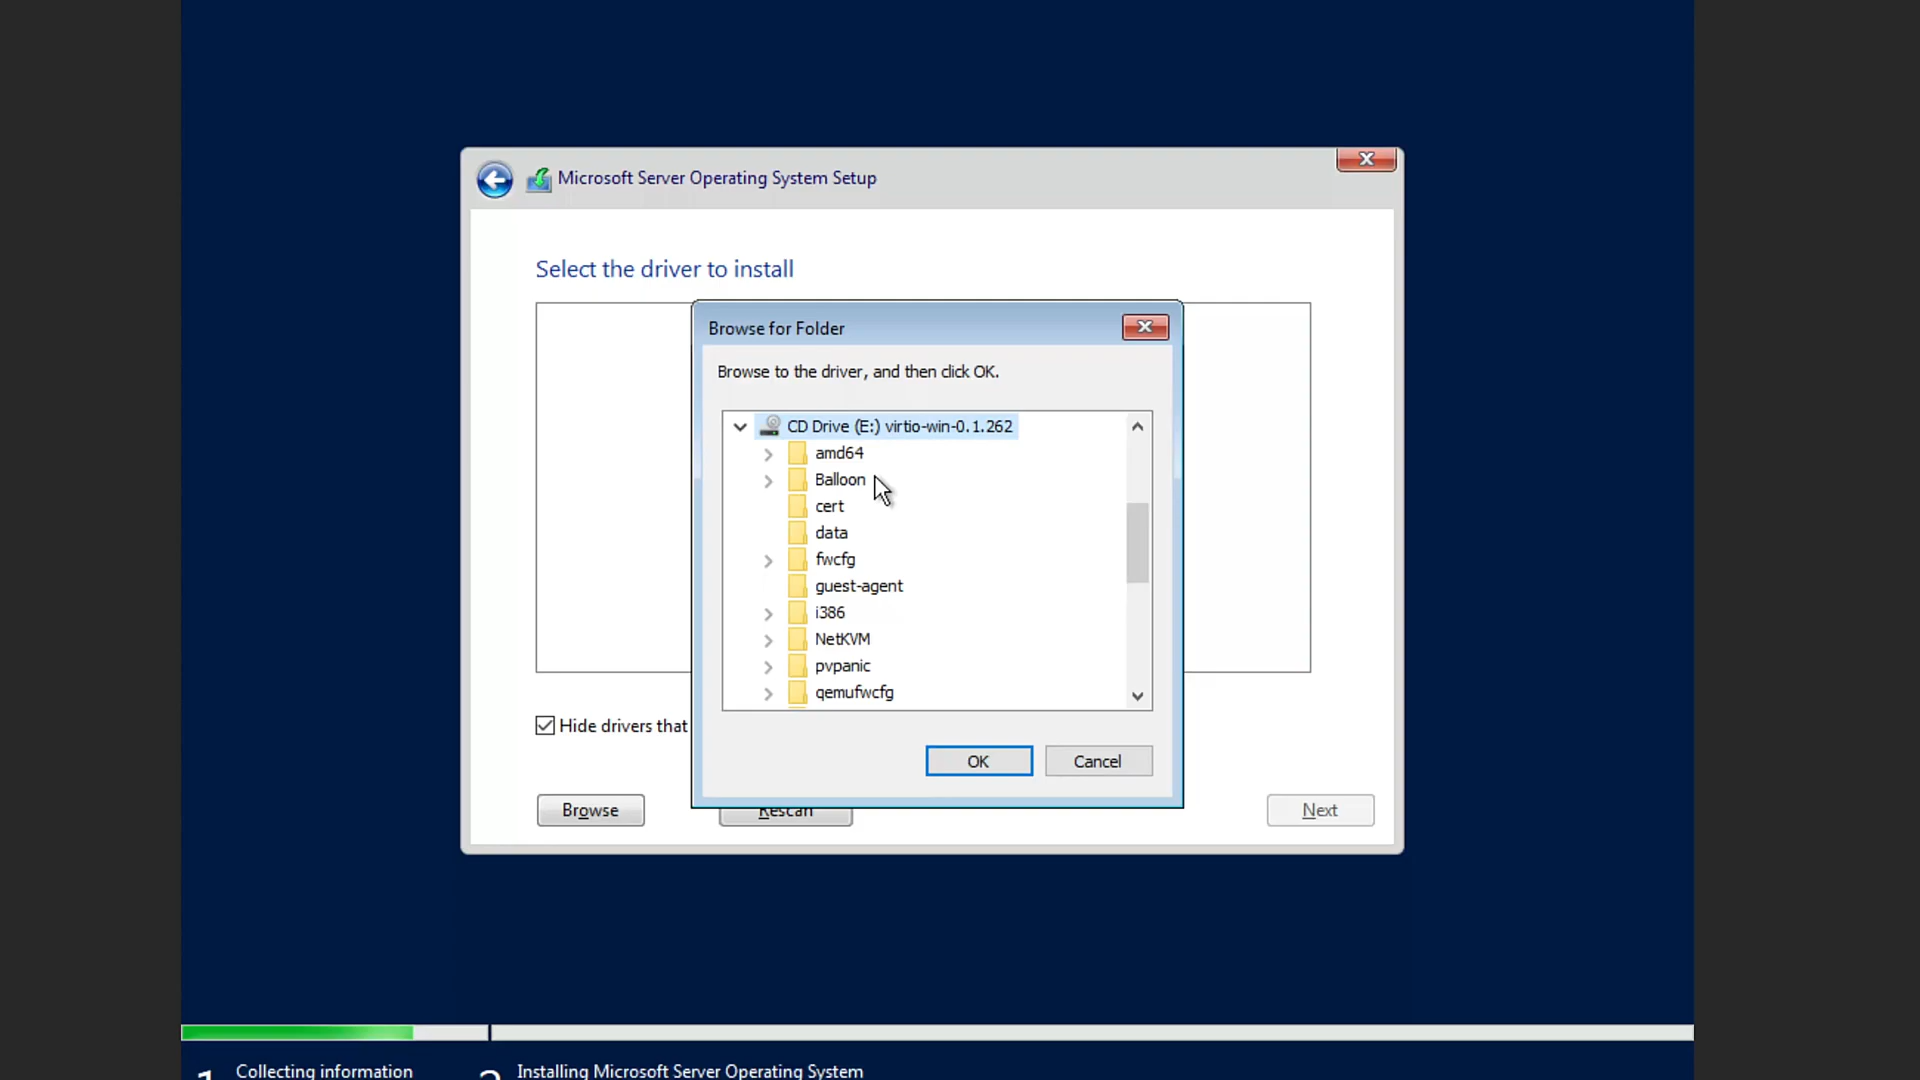 Microsoft Server Operating System Setup
Select the driver to install
Browse for Folder
Browse to the driver, and then click OK.
CD Drive (E:) virtio-win-0.1.262
amd64
Balloon
cert
data
fwcfg
guest-agent
i386
NetKVM
pvpanic
qemufwcfg
Hide drivers that
OK
Cancel
Browse
Rescan
Next
1 Collecting information
2 Installing Microsoft Server Operating System